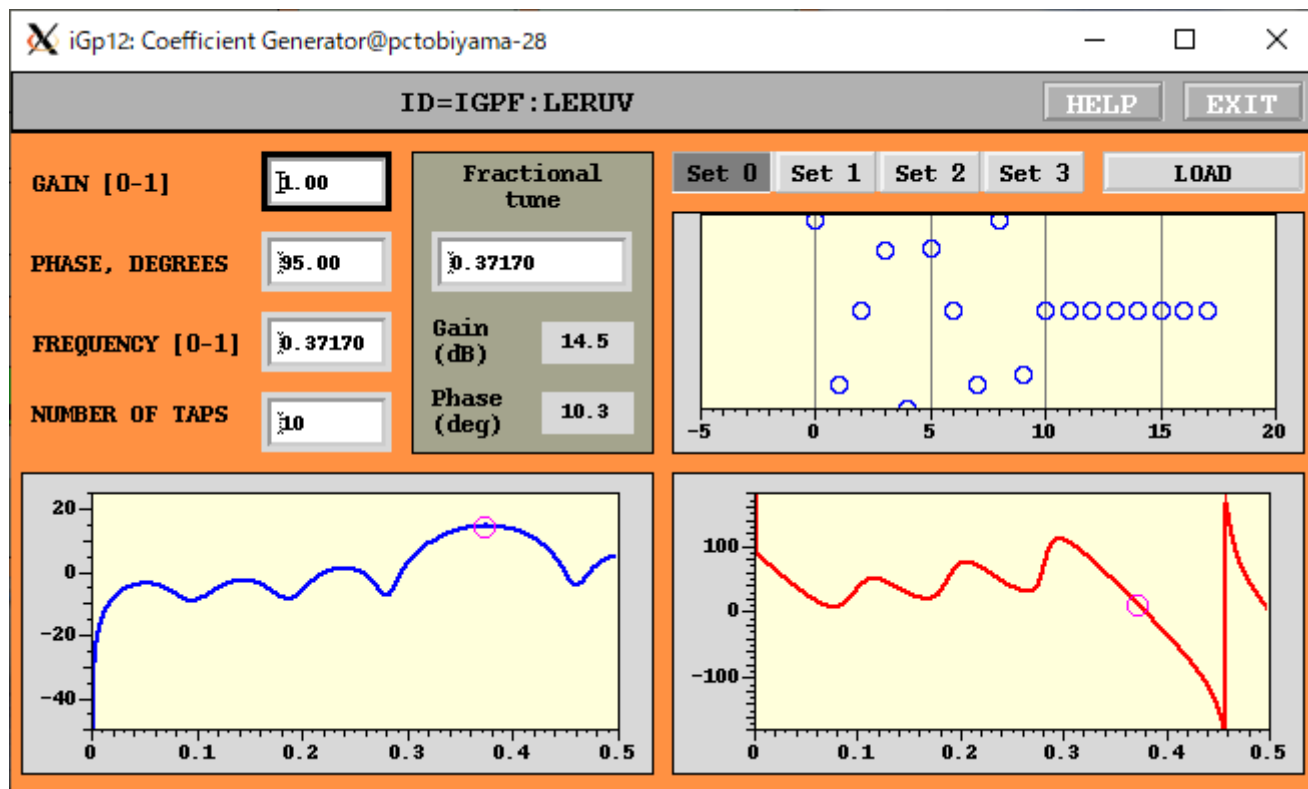 iGp12: Coefficient Generator@pctobiyama-28
ID=IGPF:LERUV
HELP
EXIT
GAIN [0-1]
1.00
PHASE, DEGREES
95.00
FREQUENCY [0-1]
0.37170
NUMBER OF TAPS
10
Fractional
tune
0.37170
Gain
(dB)
14.5
Phase
(deg)
10.3
Set 0
Set 1
Set 2
Set 3
LOAD
-5 0 5 10 15 20
20
0
-20
-40
0 0.1 0.2 0.3 0.4 0.5
100
0
-100
0 0.1 0.2 0.3 0.4 0.5